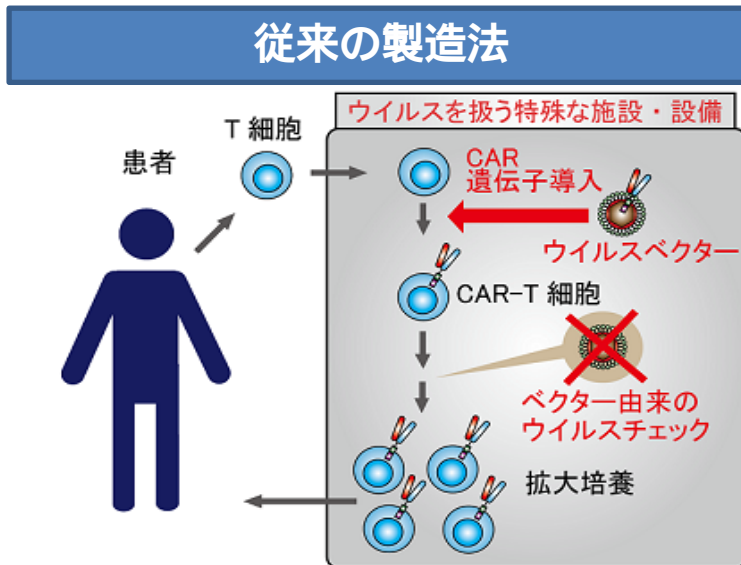 従来の製造法
ウイルスを扱う特殊な施設・設備
T 細胞
患者
CAR
遺伝子導入
ウイルスベクター
CAR-T 細胞
ベクター由来の
ウイルスチェック
拡大培養